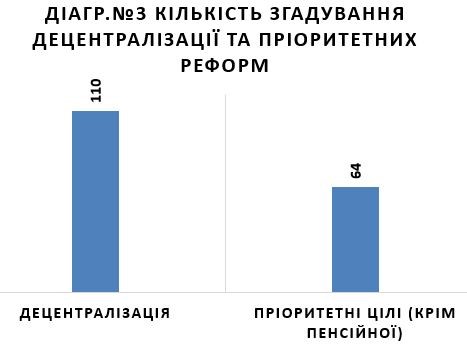 ДІАГР.№3 КІЛЬКІСТЬ ЗГАДУВАННЯ
ДЕЦЕНТРАЛІЗАЦІЇ ТА ПРІОРИТЕТНИХ
РЕФОРМ
110
64
ДЕЦЕНТРАЛІЗАЦІЯ
ПРІОРИТЕТНІ ЦІЛІ (КРІМ
ПЕНСІЙНОЇ)